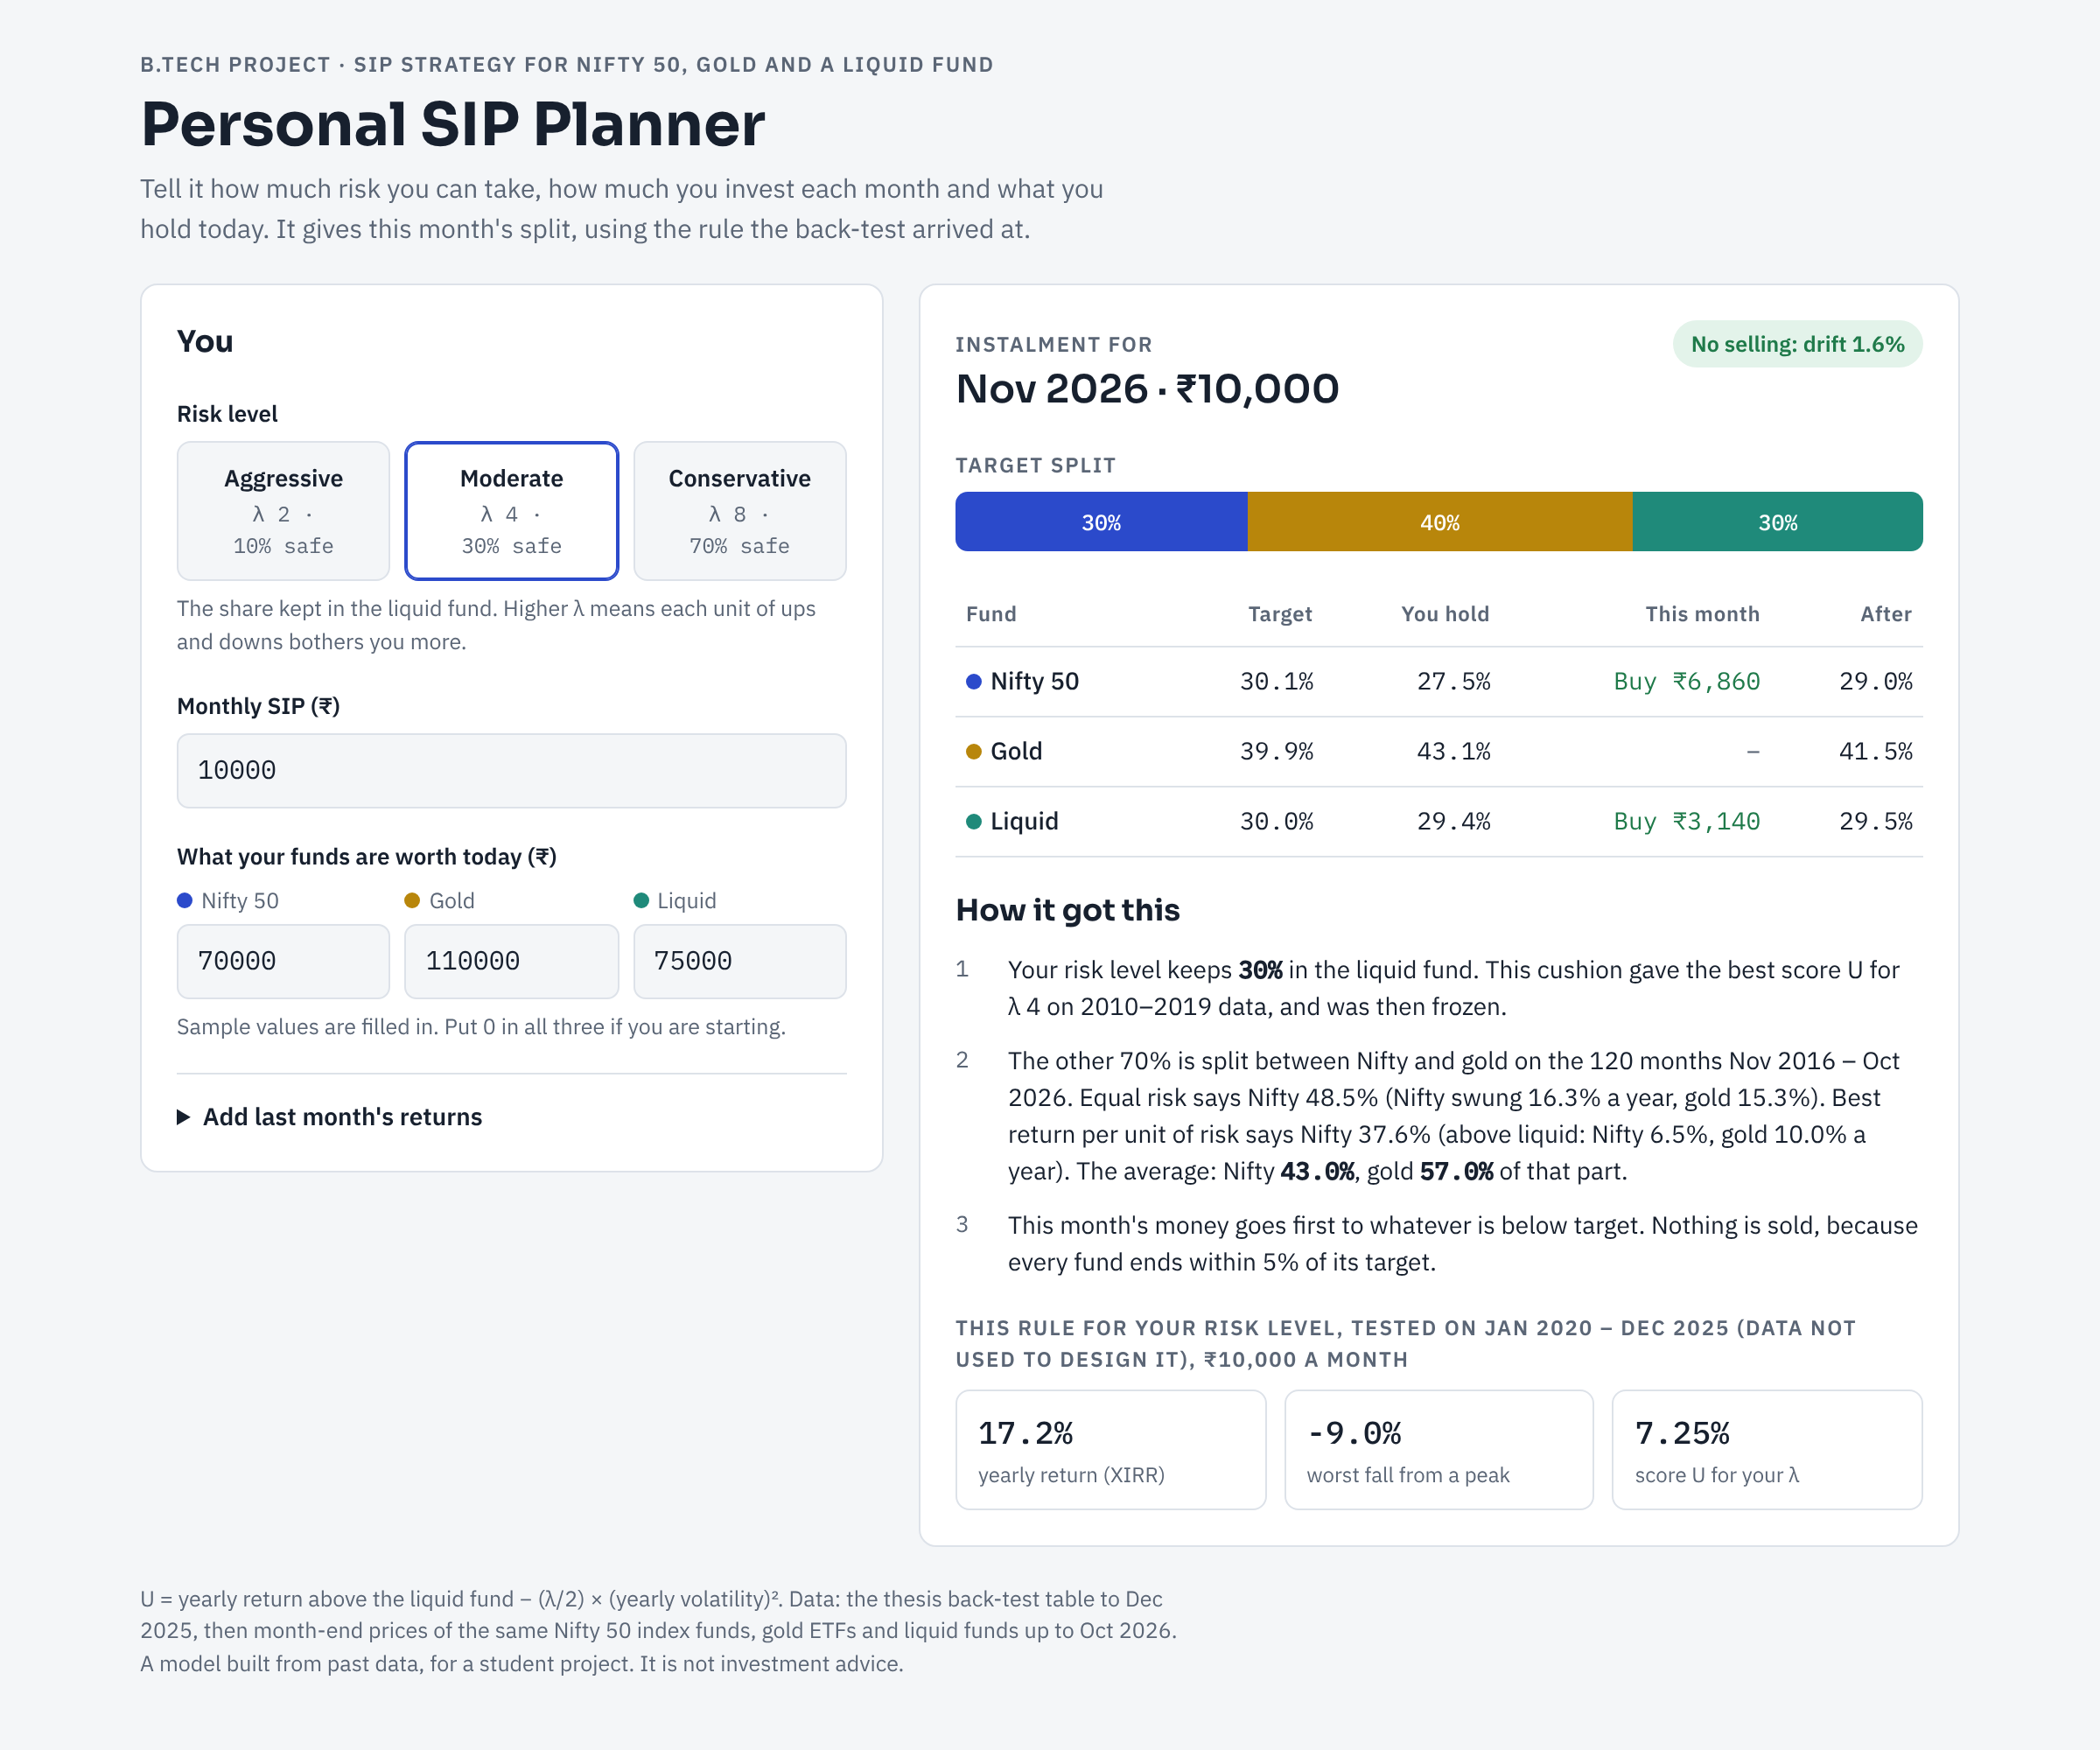 B.TECH PROJECT · SIP STRATEGY FOR NIFTY 50, GOLD AND A LIQUID FUND
Personal SIP Planner
Tell it how much risk you can take, how much you invest each month and what you
hold today. It gives this month's split, using the rule the back-test arrived at.
You
Risk level
Aggressive
λ 2 ·
10% safe
Moderate
λ 4 ·
30% safe
Conservative
λ 8 ·
70% safe
The share kept in the liquid fund. Higher λ means each unit of ups
and downs bothers you more.
Monthly SIP (₹)
10000
What your funds are worth today (₹)
Nifty 50
Gold
Liquid
70000
110000
75000
Sample values are filled in. Put 0 in all three if you are starting.
▶ Add last month's returns
INSTALMENT FOR
No selling: drift 1.6%
Nov 2026 · ₹10,000
TARGET SPLIT
30% 40% 30%
Fund Target You hold This month After
Nifty 50 30.1% 27.5% Buy ₹6,860 29.0%
Gold 39.9% 43.1% – 41.5%
Liquid 30.0% 29.4% Buy ₹3,140 29.5%
How it got this
1 Your risk level keeps 30% in the liquid fund. This cushion gave the best score U for
λ 4 on 2010–2019 data, and was then frozen.
2 The other 70% is split between Nifty and gold on the 120 months Nov 2016 – Oct
2026. Equal risk says Nifty 48.5% (Nifty swung 16.3% a year, gold 15.3%). Best
return per unit of risk says Nifty 37.6% (above liquid: Nifty 6.5%, gold 10.0% a
year). The average: Nifty 43.0%, gold 57.0% of that part.
3 This month's money goes first to whatever is below target. Nothing is sold, because
every fund ends within 5% of its target.
THIS RULE FOR YOUR RISK LEVEL, TESTED ON JAN 2020 – DEC 2025 (DATA NOT
USED TO DESIGN IT), ₹10,000 A MONTH
17.2%
yearly return (XIRR)
-9.0%
worst fall from a peak
7.25%
score U for your λ
U = yearly return above the liquid fund − (λ/2) × (yearly volatility)². Data: the thesis back-test table to Dec
2025, then month-end prices of the same Nifty 50 index funds, gold ETFs and liquid funds up to Oct 2026.
A model built from past data, for a student project. It is not investment advice.